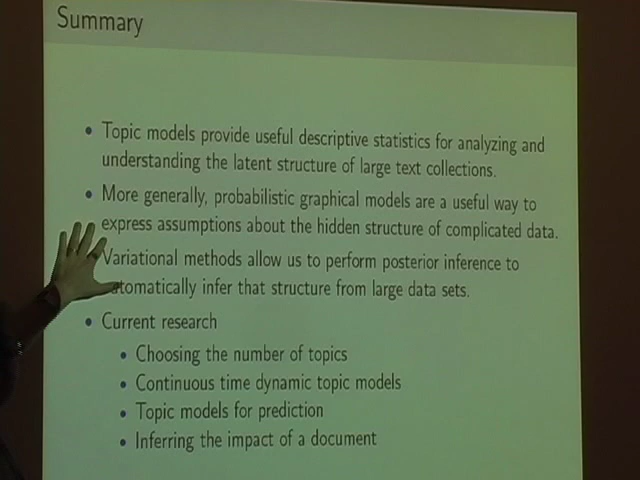 Summary
• Topic models provide useful descriptive statistics for analyzing and
understanding the latent structure of large text collections.
• More generally, probabilistic graphical models are a useful way to
express assumptions about the hidden structure of complicated data.
Variational methods allow us to perform posterior inference to
automatically infer that structure from large data sets.
• Current research
• Choosing the number of topics
• Continuous time dynamic topic models
• Topic models for prediction
• Inferring the impact of a document